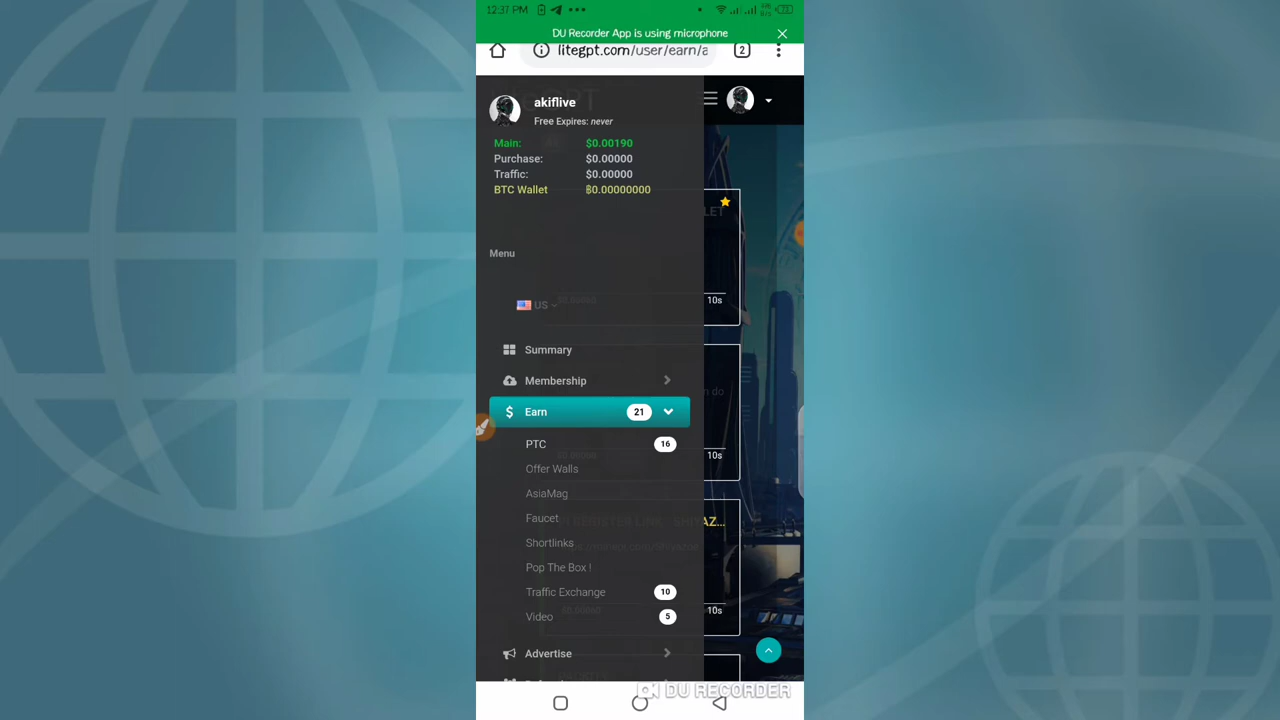 12:37 PM
73
DU Recorder App is using microphone
litegpt.com/user/earn/a
2
akiflive
Free Expires: never
Main: $0.00190
Purchase: $0.00000
Traffic: $0.00000
BTC Wallet ฿0.00000000
Menu
US
10s
Summary
Membership
Earn 21
PTC 16
Offer Walls
10s
AsiaMag
Faucet
Shortlinks
Pop The Box !
Traffic Exchange 10
10s
Video 5
Advertise
DU RECORDER